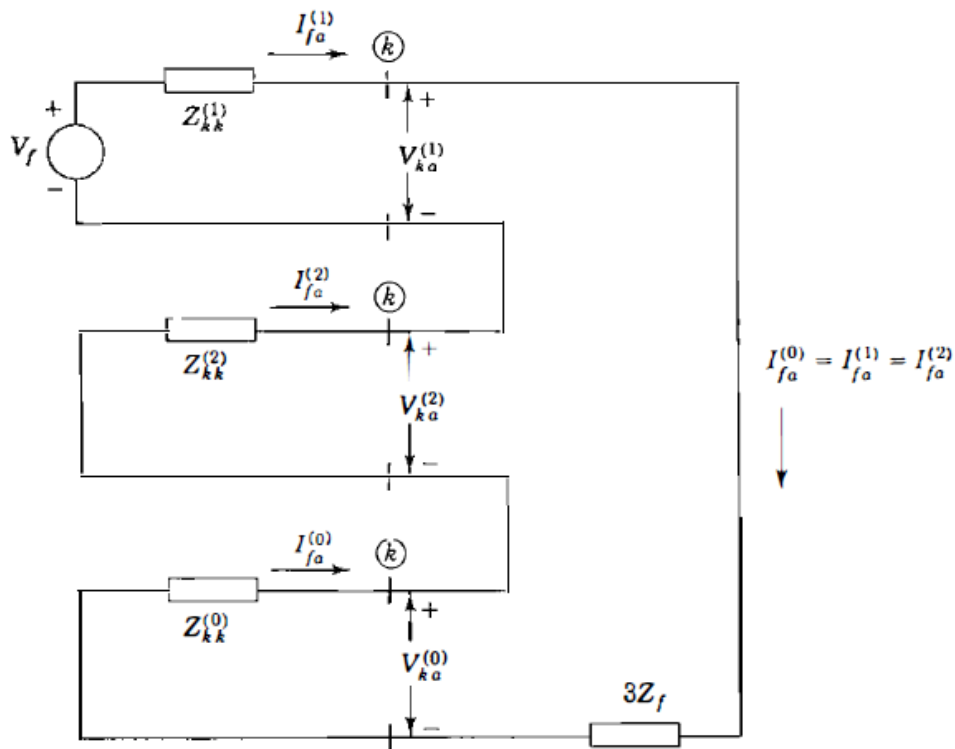 I_{fa}^{(1)}
ⓚ
+
Z_{kk}^{(1)}
+
V_f
V_{ka}^{(1)}
−
−
I_{fa}^{(2)}
ⓚ
+
Z_{kk}^{(2)}
I_{fa}^{(0)} = I_{fa}^{(1)} = I_{fa}^{(2)}
V_{ka}^{(2)}
−
I_{fa}^{(0)}
ⓚ
+
Z_{kk}^{(0)}
V_{ka}^{(0)}
3Z_f
−